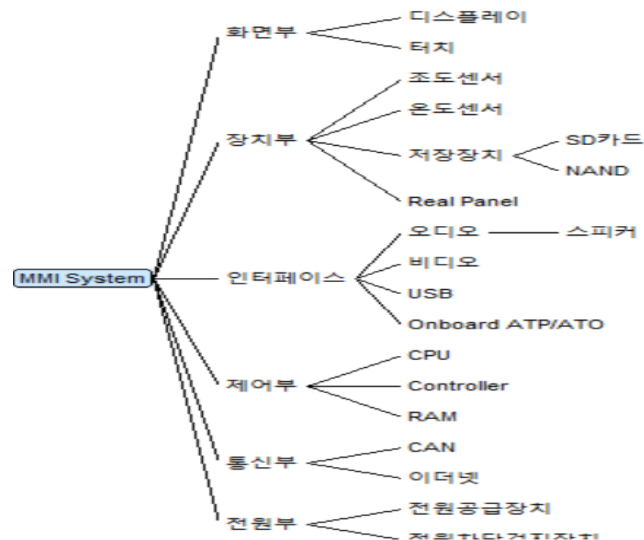 MMI System
화면부
디스플레이
터치
장치부
조도센서
온도센서
저장장치
SD카드
NAND
Real Panel
인터페이스
오디오
스피커
비디오
USB
Onboard ATP/ATO
제어부
CPU
Controller
RAM
통신부
CAN
이더넷
전원부
전원공급장치